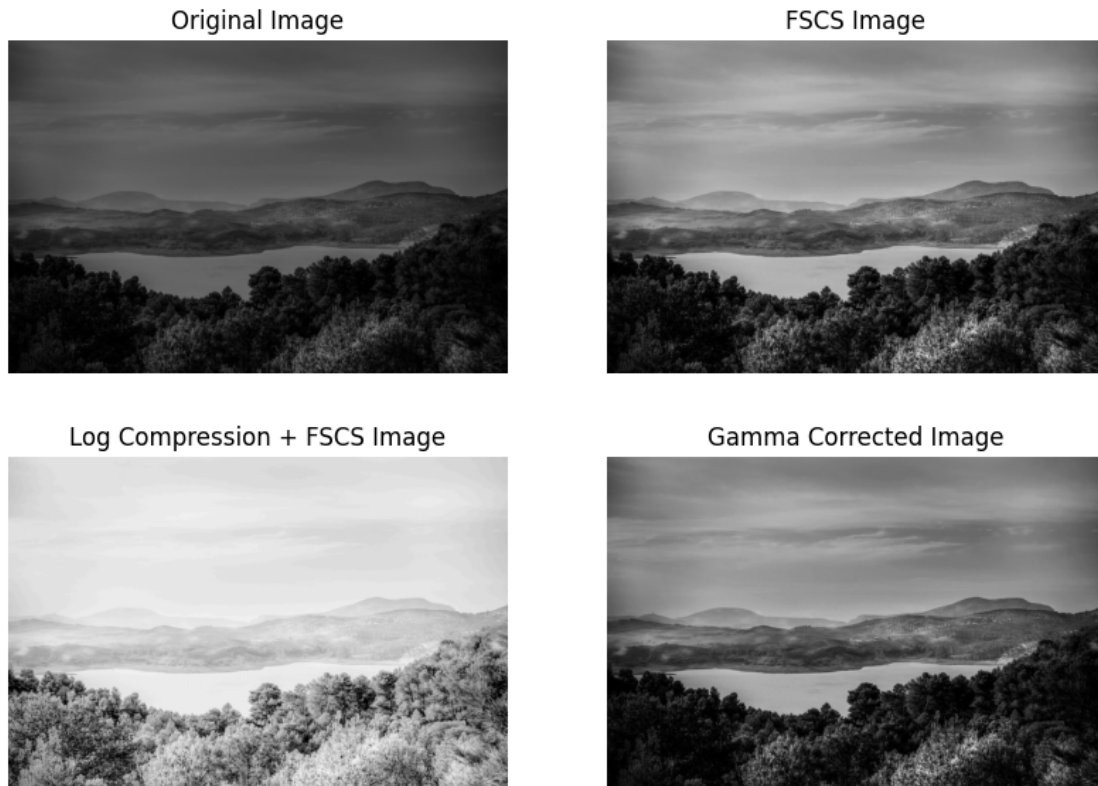 Original Image
FSCS Image
Log Compression + FSCS Image
Gamma Corrected Image